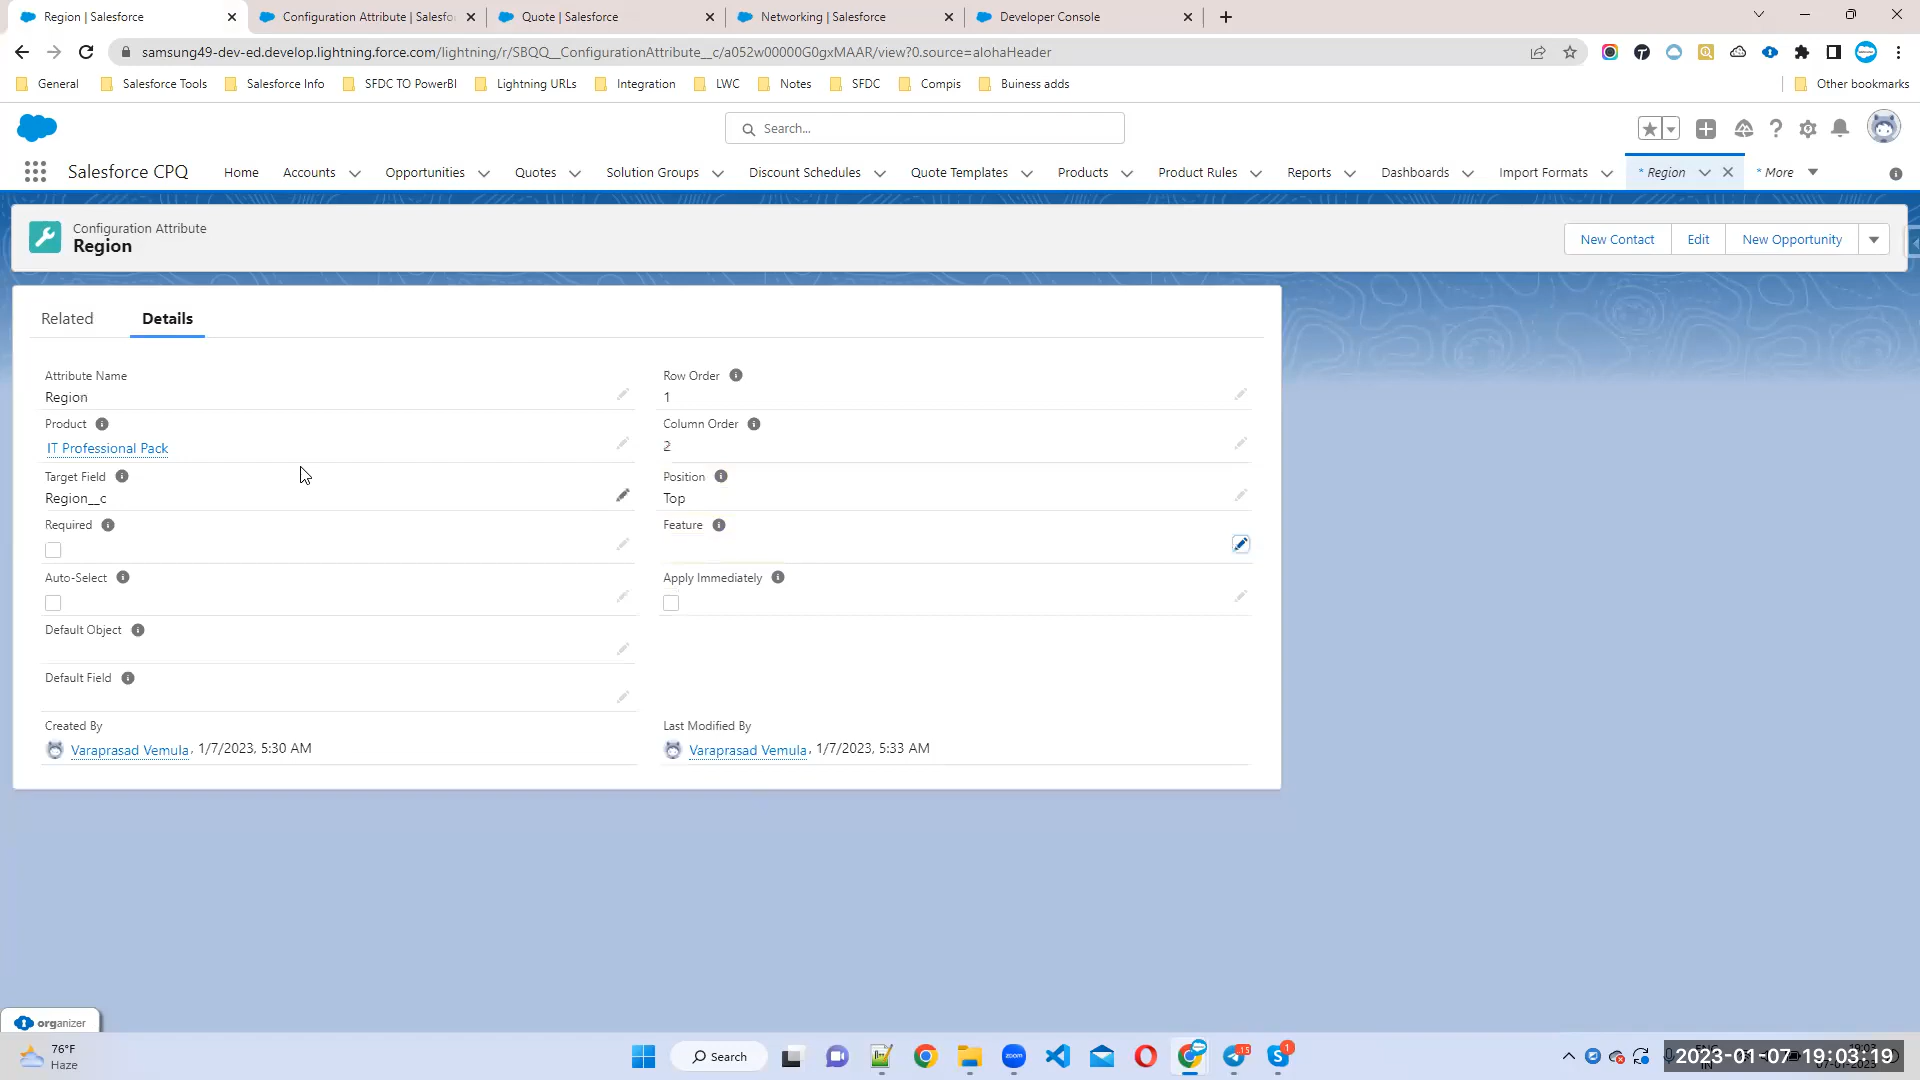 Region | Salesforce
Configuration Attribute | Salesfo
Quote | Salesforce
Networking | Salesforce
Developer Console
samsung49-dev-ed.develop.lightning.force.com/lightning/r/SBQQ__ConfigurationAttribute__c/a052w00000G0gxMAAR/view?0.source=alohaHeader
General
Salesforce Tools
Salesforce Info
SFDC TO PowerBI
Lightning URLs
Integration
LWC
Notes
SFDC
Compis
Buiness adds
Other bookmarks
Search...
Salesforce CPQ
Home
Accounts
Opportunities
Quotes
Solution Groups
Discount Schedules
Quote Templates
Products
Product Rules
Reports
Dashboards
Import Formats
* Region
* More
Configuration Attribute
Region
New Contact
Edit
New Opportunity
Related
Details
Attribute Name
Region
Row Order
1
Product
IT Professional Pack
Column Order
2
Target Field
Region__c
Position
Top
Required
Feature
Auto-Select
Apply Immediately
Default Object
Default Field
Created By
Varaprasad Vemula, 1/7/2023, 5:30 AM
Last Modified By
Varaprasad Vemula, 1/7/2023, 5:33 AM
organizer
76°F
Haze
Search
zoom
15
1
2023-01-07 19:03:19